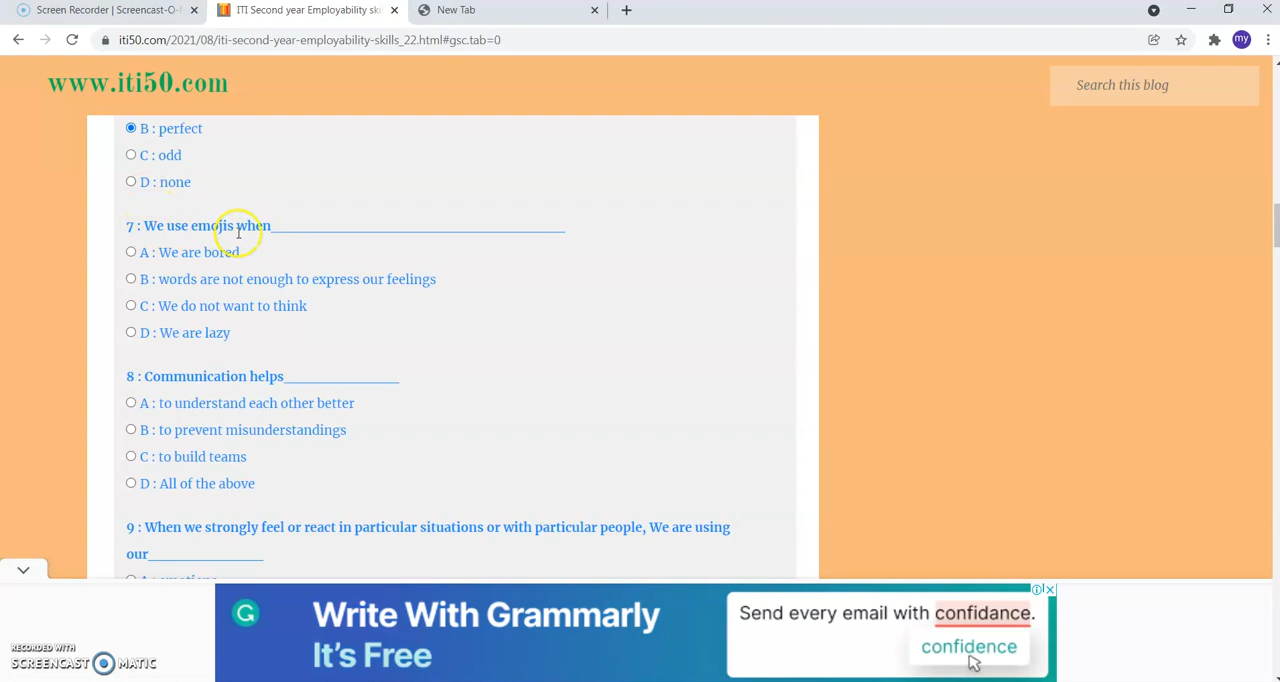 Screen Recorder | Screencast-O-
ITI Second year Employability ski
New Tab
iti50.com/2021/08/iti-second-year-employability-skills_22.html#gsc.tab=0
my
www.iti50.com
Search this blog
B : perfect
C : odd
D : none
7 : We use emojis when_________________________________________
A : We are bored
B : words are not enough to express our feelings
C : We do not want to think
D : We are lazy
8 : Communication helps________________
A : to understand each other better
B : to prevent misunderstandings
C : to build teams
D : All of the above
9 : When we strongly feel or react in particular situations or with particular people, We are using
our________________
A : emotions
Write With Grammarly
It's Free
Send every email with confidance.
confidence
RECORDED WITH
SCREENCAST MATIC